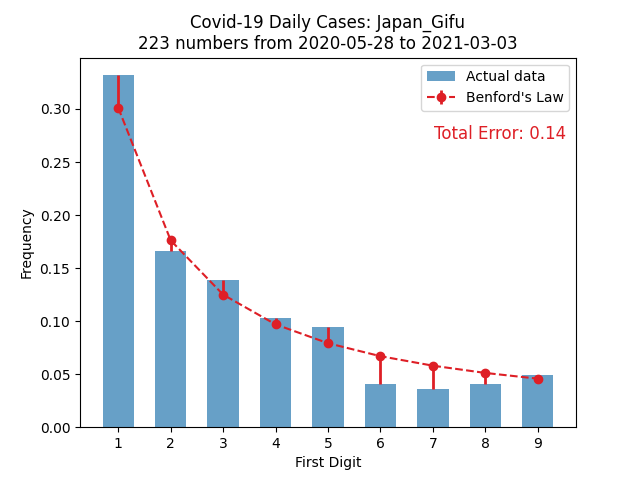 Covid-19 Daily Cases: Japan_Gifu
223 numbers from 2020-05-28 to 2021-03-03
Actual data
Benford's Law
Total Error: 0.14
Frequency
0.30
0.25
0.20
0.15
0.10
0.05
0.00
1 2 3 4 5 6 7 8 9
First Digit